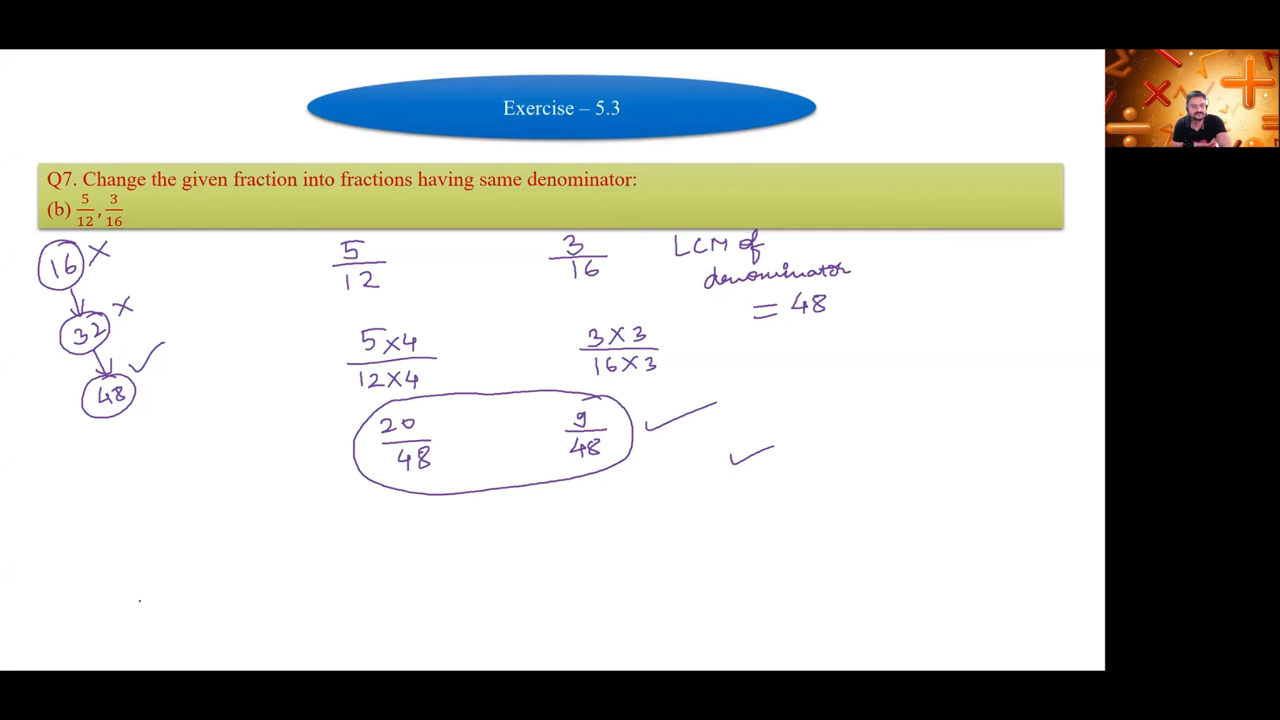 Exercise – 5.3
Q7. Change the given fraction into fractions having same denominator:
(b) 5/12, 3/16
16 ×
32 ×
48 ✓
5/12
3/16
LCM of
denominator
= 48
5×4/12×4
3×3/16×3
20/48
9/48 ✓
✓